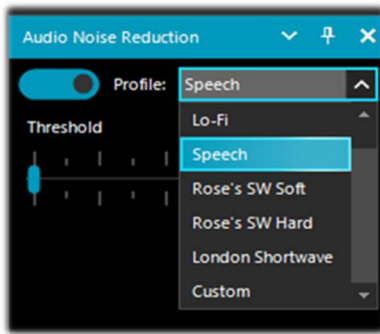 Audio Noise Reduction
Profile: Speech
Threshold
Lo-Fi
Speech
Rose's SW Soft
Rose's SW Hard
London Shortwave
Custom